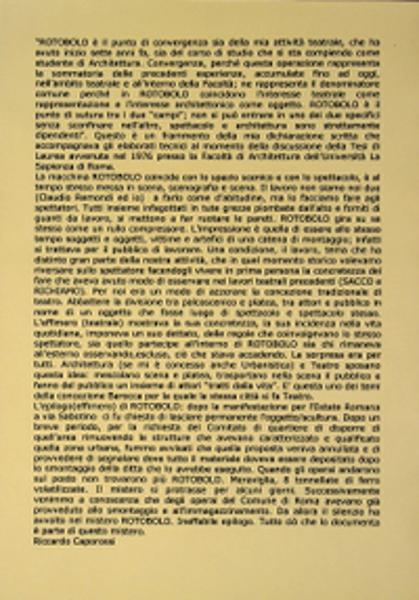 "ROTOBOLO è il punto di convergenza sia della mia attività teatrale, che ha
avuto inizio sette anni fa, sia del corso di studio che si sta compiendo come
studente di Architettura. Convergenza, perché questa operazione rappresenta
la sommatoria delle precedenti esperienze, accumulate fino ad oggi,
nell'ambito teatrale e all'interno della Facoltà; ne rappresenta il denominatore
comune perché in ROTOBOLO coincidono l'interesse teatrale come
rappresentazione e l'interesse architettonico come oggetto. ROTOBOLO è il
punto di sutura tra i due "campi"; non si può entrare in uno dei due specifici
senza sconfinare nell'altro, spettacolo e architettura sono strettamente
dipendenti". Questo è un frammento della mia dichiarazione scritta che
accompagnava gli elaborati tecnici al momento della discussione della Tesi di
Laurea avvenuta nel 1976 presso la Facoltà di Architettura dell'Università La
Sapienza di Roma.
La macchina ROTOBOLO coincide con lo spazio scenico e con lo spettacolo, è al
tempo stesso messa in scena, scenografia e scena. Il lavoro non siamo noi due
(Claudio Remondi ed io) a farlo come d'abitudine, ma lo facciamo fare agli
spettatori. Tutti insieme infagottati in tute grezze piombate dall'alto e forniti di
guanti da lavoro, si mettono a far ruotare le pareti. ROTOBOLO gira su se
stesso come un rullo compressore. L'impressione è quella di essere allo stesso
tempo soggetti e oggetti, vittime e artefici di una catena di montaggio; infatti
si trattava per il pubblico di lavorare. Una condizione, il lavoro, tema che ha
distinto gran parte della nostra attività, che in quel momento storico volevamo
riversare sullo spettatore facendogli vivere in prima persona la concretezza del
fare che aveva avuto modo di osservare nei lavori teatrali precedenti (SACCO e
RICHIAMO). Per noi era un modo di azzerare la concezione tradizionale di
teatro. Abbattere la divisione tra palcoscenico e platea, tra attori e pubblico in
nome di un oggetto che fosse luogo di spettacolo e spettacolo stesso.
L'effimero (teatrale) mostrava la sua concretezza, la sua incidenza nella vita
quotidiana, imponeva un suo dettato, delle regole che coinvolgevano lo stesso
spettatore, sia quello partecipe all'interno di ROTOBOLO sia chi rimaneva
all'esterno osservando,escluso, ciò che stava accadendo. La sorpresa era per
tutti. Architettura (se mi è concesso anche Urbanistica) e Teatro sposano
questa idea: mescolano scena e platea, trasportano nella scena il pubblico e
fanno del pubblico un insieme di attori "tratti dalla vita". E' questo uno dei temi
della concezione Barocca per la quale la stessa città si fa Teatro.
L'epilogo(effimero) di ROTOBOLO: dopo la manifestazione per l'Estate Romana
a via Sabotino ci fu chiesto di lasciare permanente l'oggetto/scultura. Dopo un
breve periodo, per la richiesta del Comitato di quartiere di disporre di
quell'area rimuovendo le strutture che avevano caratterizzato e qualificato
quella zona urbana, fummo avvisati che quella proposta veniva annullata e di
provvedere di segnalare dove tutto il materiale doveva essere depositato dopo
lo smontaggio della ditta che lo avrebbe eseguito. Quando gli operai andarono
sul posto non trovarono più ROTOBOLO. Meraviglia, 8 tonnellate di ferro
volatilizzate. Il mistero si protrasse per alcuni giorni. Successivamente
venimmo a conoscenza che degli operai del Comune di Roma avevano già
provveduto allo smontaggio e all'immagazzinamento. Da allora il silenzio ha
avvolto nel mistero ROTOBOLO. Ineffabile epilogo. Tutto ciò che lo documenta
è parte di questo mistero.
Riccardo Caporossi